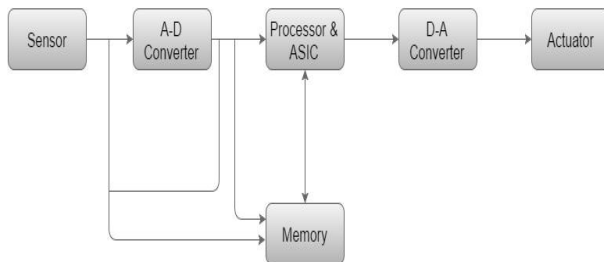 Sensor
A-D
Converter
Processor &
ASIC
D-A
Converter
Actuator
Memory